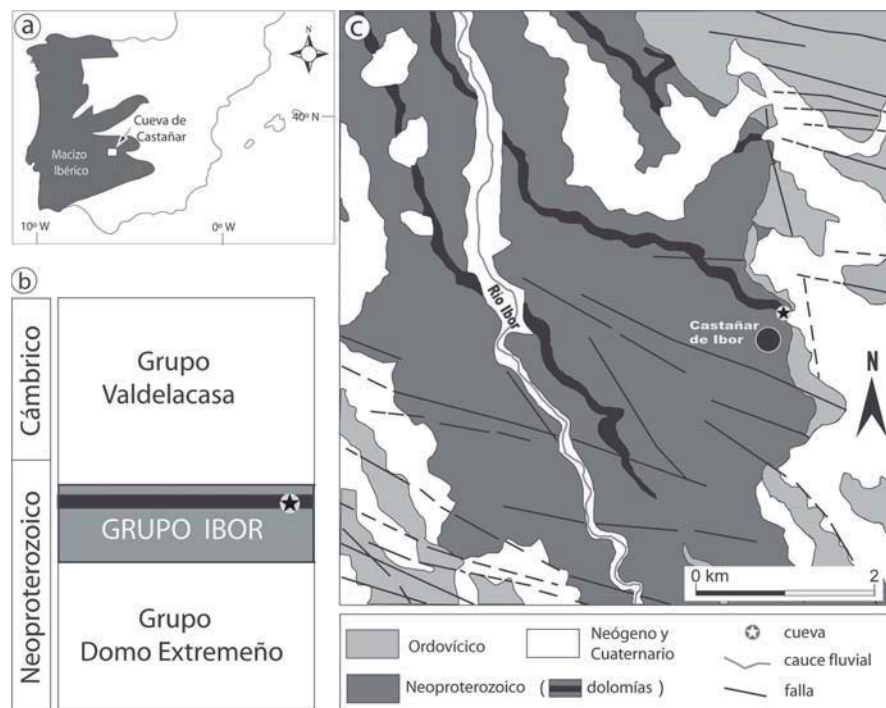 a
Cueva de
Castañar
40º N
Macizo
Ibérico
10º W
0º W
b
Cámbrico
Neoproterozoico
Grupo
Valdelacasa
GRUPO IBOR
Grupo
Domo Extremeño
c
Río Ibor
Castañar
de Ibor
N
0 km
2
Ordovícico
Neógeno y
Cuaternario
cueva
cauce fluvial
Neoproterozoico ( dolomías )
falla